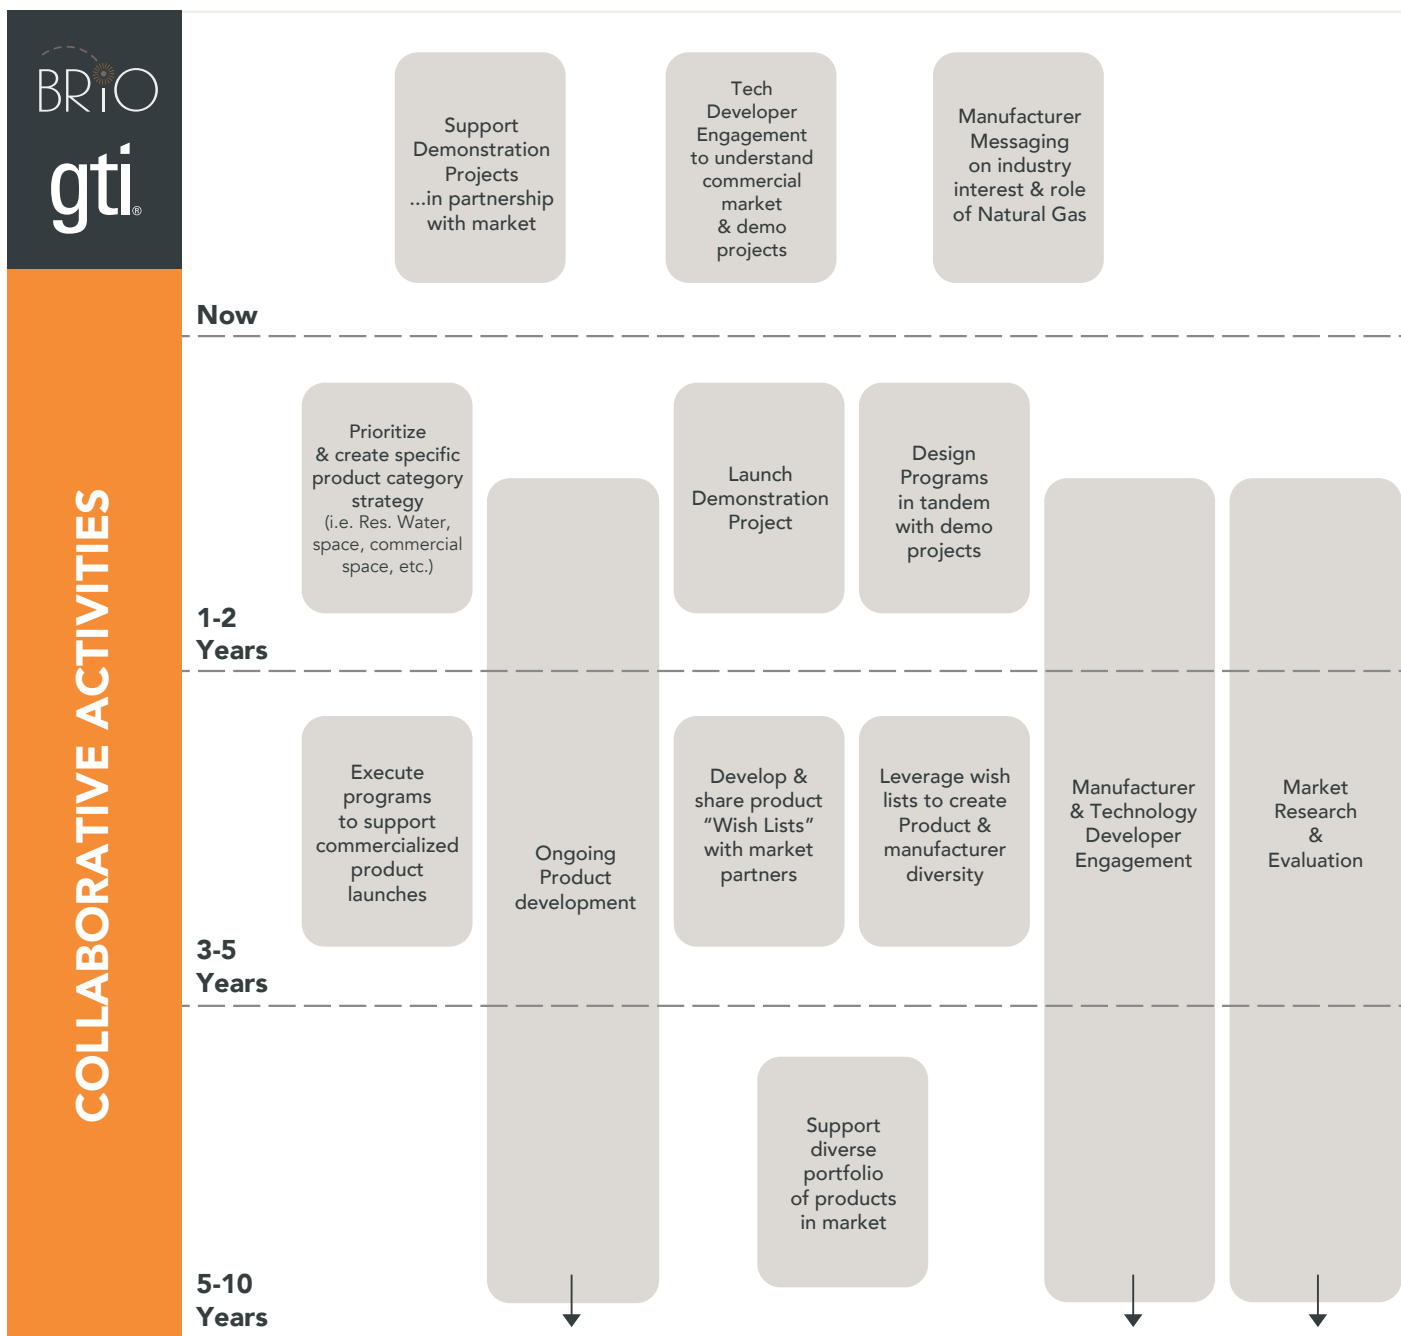 BRiO
gti®
COLLABORATIVE ACTIVITIES
Support
Demonstration
Projects
...in partnership
with market
Tech
Developer
Engagement
to understand
commercial
market
& demo
projects
Manufacturer
Messaging
on industry
interest & role
of Natural Gas
Now
Prioritize
& create specific
product category
strategy
(i.e. Res. Water,
space, commercial
space, etc.)
Launch
Demonstration
Project
Design
Programs
in tandem
with demo
projects
1-2
Years
Execute
programs
to support
commercialized
product
launches
Ongoing
Product
development
Develop &
share product
“Wish Lists”
with market
partners
Leverage wish
lists to create
Product &
manufacturer
diversity
Manufacturer
& Technology
Developer
Engagement
Market
Research
&
Evaluation
3-5
Years
Support
diverse
portfolio
of products
in market
5-10
Years